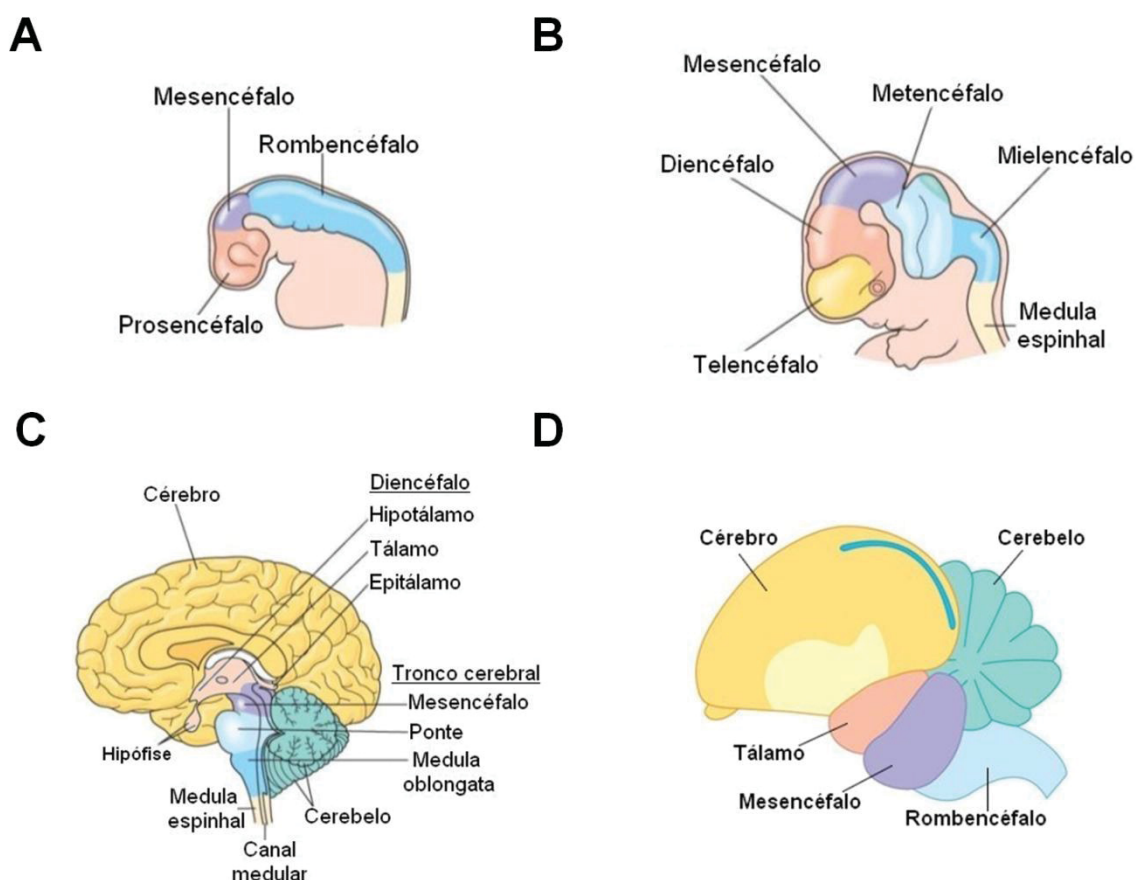 A
Mesencéfalo
Rombencéfalo
Prosencéfalo
B
Mesencéfalo
Metencéfalo
Diencéfalo
Mielencéfalo
Medula
espinhal
Telencéfalo
C
Cérebro
Diencéfalo
Hipotálamo
Tálamo
Epitálamo
Tronco cerebral
Mesencéfalo
Ponte
Medula
oblongata
Hipófise
Medula
espinhal
Cerebelo
Canal
medular
D
Cérebro
Cerebelo
Tálamo
Mesencéfalo
Rombencéfalo